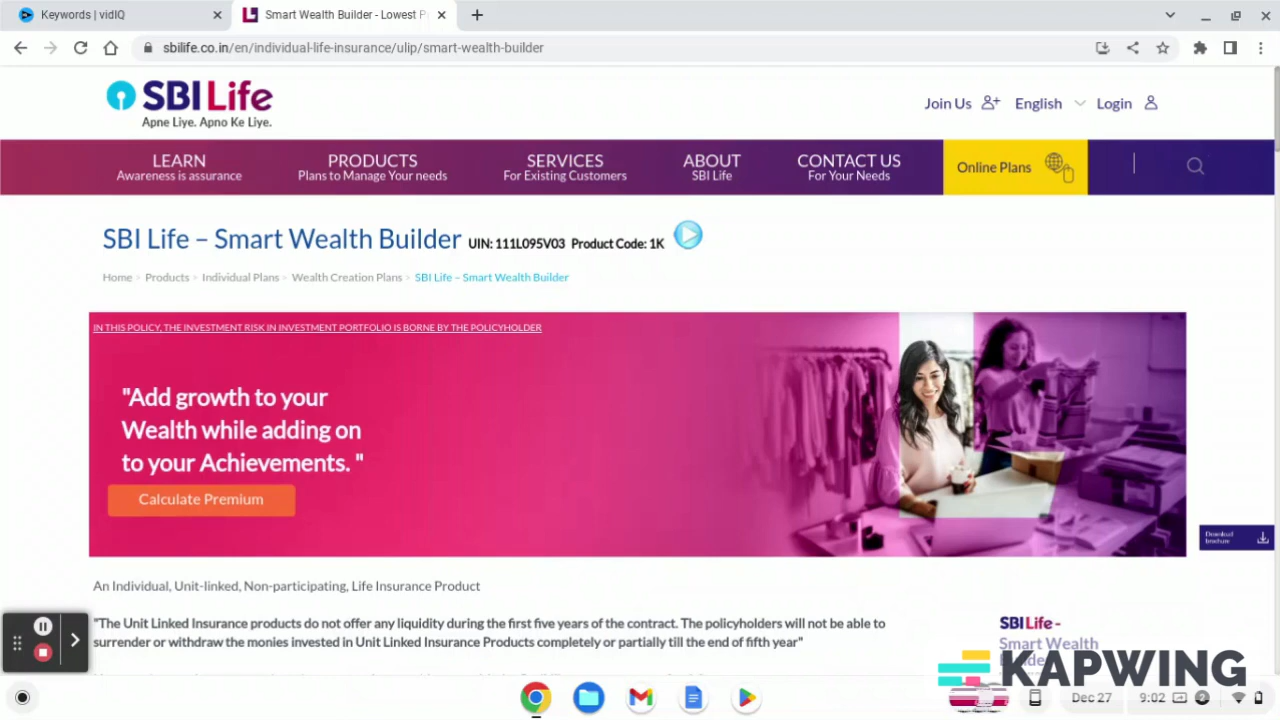 Keywords | vidIQ
Smart Wealth Builder - Lowest P
sbilife.co.in/en/individual-life-insurance/ulip/smart-wealth-builder
SBI Life
Apne Liye. Apno Ke Liye.
Join Us English Login
LEARN PRODUCTS SERVICES ABOUT CONTACT US
Awareness is assurance Plans to Manage Your needs For Existing Customers SBI Life For Your Needs
Online Plans
SBI Life – Smart Wealth Builder UIN: 111L095V03 Product Code: 1K
Home > Products > Individual Plans > Wealth Creation Plans > SBI Life – Smart Wealth Builder
IN THIS POLICY, THE INVESTMENT RISK IN INVESTMENT PORTFOLIO IS BORNE BY THE POLICYHOLDER
"Add growth to your
Wealth while adding on
to your Achievements. "
Calculate Premium
Download
brochure
An Individual, Unit-linked, Non-participating, Life Insurance Product
"The Unit Linked Insurance products do not offer any liquidity during the first five years of the contract. The policyholders will not be able to
surrender or withdraw the monies invested in Unit Linked Insurance Products completely or partially till the end of fifth year"
SBI Life -
Smart Wealth
KAPWING
Dec 27 9:02